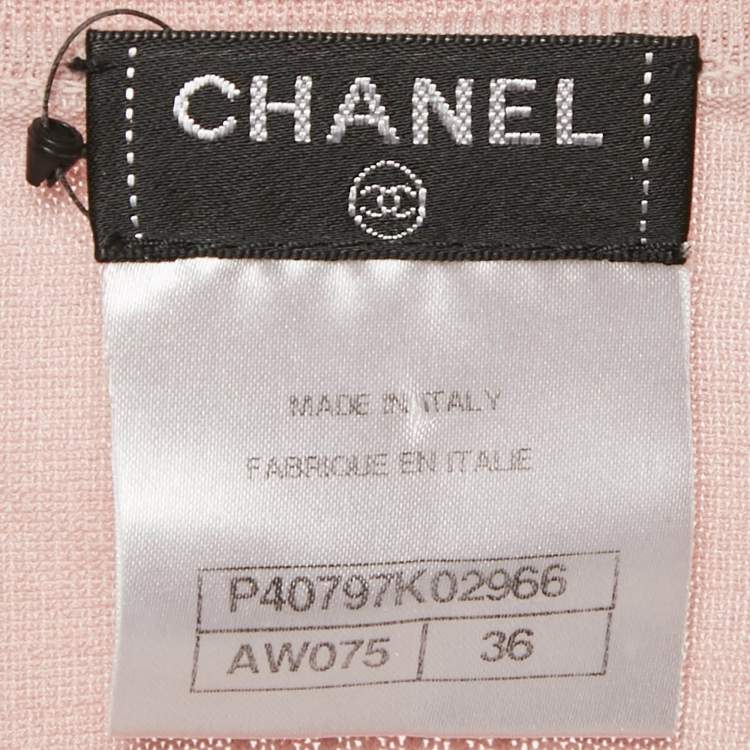 CHANEL
MADE IN ITALY
FABRIQUE EN ITALIE
P40797K02966
AW075 36